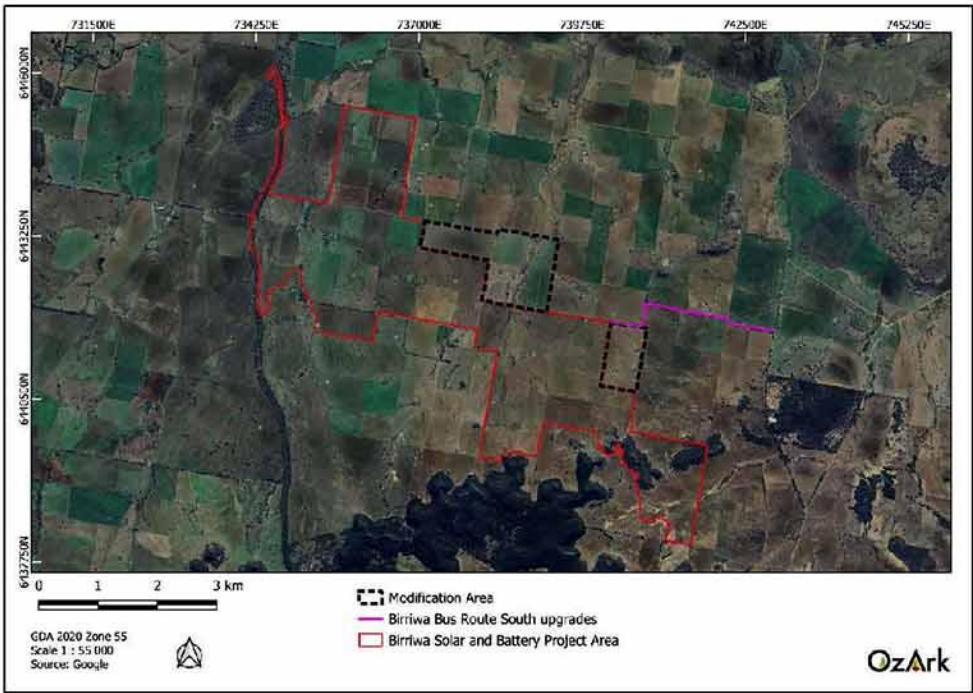 731500E 734250E 737000E 739750E 742500E 745250E
6446000N
6443250N
6440500N
6437750N
0 1 2 3 km
GDA 2020 Zone 55
Scale 1 : 55 000
Source: Google
Modification Area
Birriwa Bus Route South upgrades
Birriwa Solar and Battery Project Area
OzArk